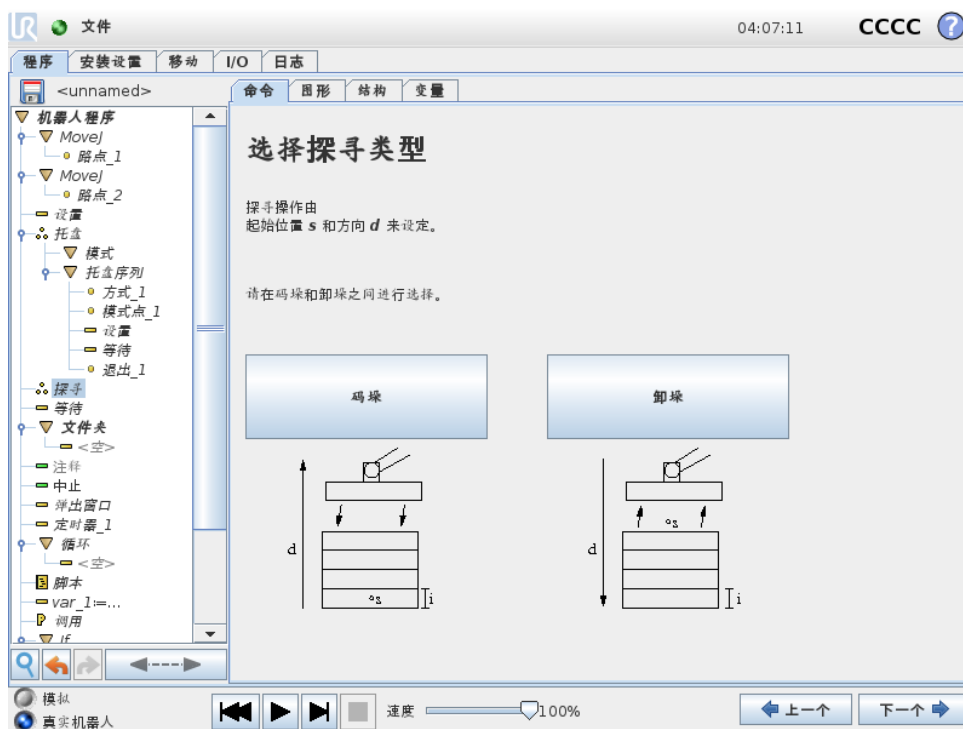 UR 文件 04:07:11 CCCC ?
程序 安装设置 移动 I/O 日志
<unnamed>
命令 图形 结构 变量
机器人程序
MoveJ
路点_1
MoveJ
路点_2
设置
托盘
模式
托盘序列
方式_1
模式点_1
设置
等待
退出_1
探寻
等待
文件夹
<空>
注释
中止
弹出窗口
定时器_1
循环
<空>
脚本
var_1:=...
调用
If
选择探寻类型
探寻操作由
起始位置 s 和方向 d 来设定。
请在码垛和卸垛之间进行选择。
码垛
卸垛
d
s
i
s
d
i
模拟
真实机器人
速度 100%
上一个 下一个